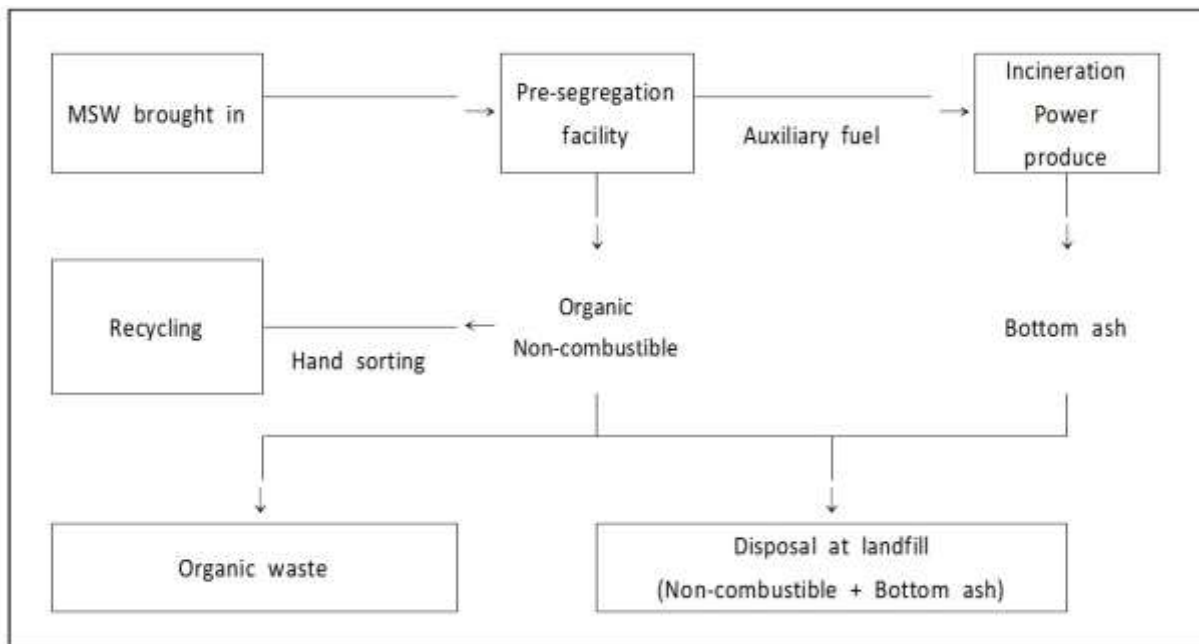 MSW brought in
Pre-segregation
facility
Auxiliary fuel
Incineration
Power
produce
Recycling
Hand sorting
Organic
Non-combustible
Bottom ash
Organic waste
Disposal at landfill
(Non-combustible + Bottom ash)